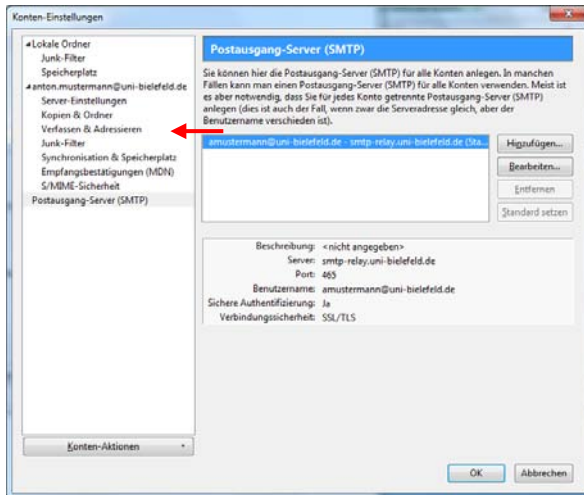 Konten-Einstellungen
Lokale Ordner
Junk-Filter
Speicherplatz
anton.mustermann@uni-bielefeld.de
Server-Einstellungen
Kopien & Ordner
Verfassen & Adressieren
Junk-Filter
Synchronisation & Speicherplatz
Empfangsbestätigungen (MDN)
S/MIME-Sicherheit
Postausgang-Server (SMTP)
Konten-Aktionen
Postausgang-Server (SMTP)
Sie können hier die Postausgang-Server (SMTP) für alle Konten anlegen. In manchen
Fällen kann man einen Postausgang-Server (SMTP) für alle Konten verwenden. Meist ist
es aber notwendig, dass Sie für jedes Konto getrennte Postausgang-Server (SMTP)
anlegen (dies ist auch der Fall, wenn zwar die Serveradresse gleich, aber der
Benutzername verschieden ist).
amustermann@uni-bielefeld.de - smtp-relay.uni-bielefeld.de (Sta...
Hinzufügen...
Bearbeiten...
Entfernen
Standard setzen
Beschreibung: <nicht angegeben>
Server: smtp-relay.uni-bielefeld.de
Port: 465
Benutzername: amustermann@uni-bielefeld.de
Sichere Authentifizierung: Ja
Verbindungssicherheit: SSL/TLS
OK
Abbrechen